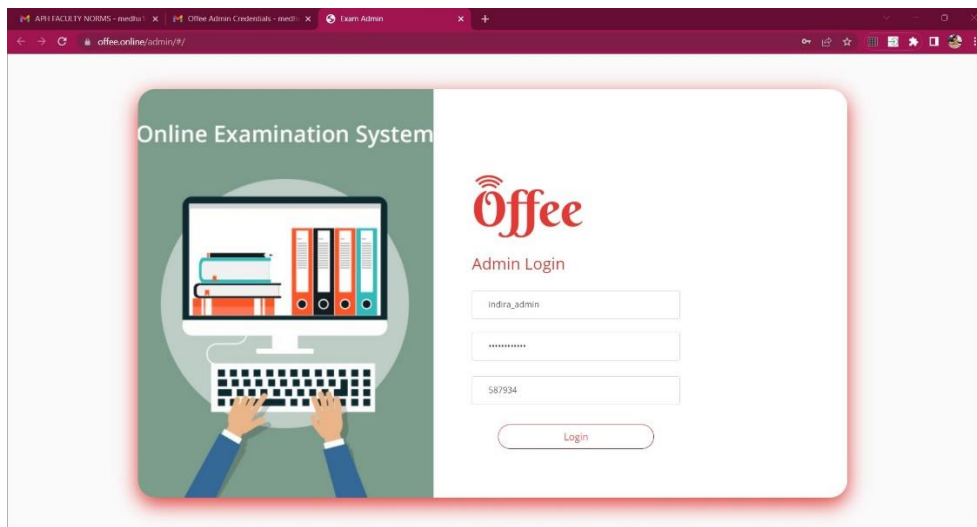 APH FACULTY NORMS - medha
Offee Admin Credentials - medh
Exam Admin
offee.online/admin/#/
Online Examination System
Offee
Admin Login
indira_admin
••••••••••••
587934
Login